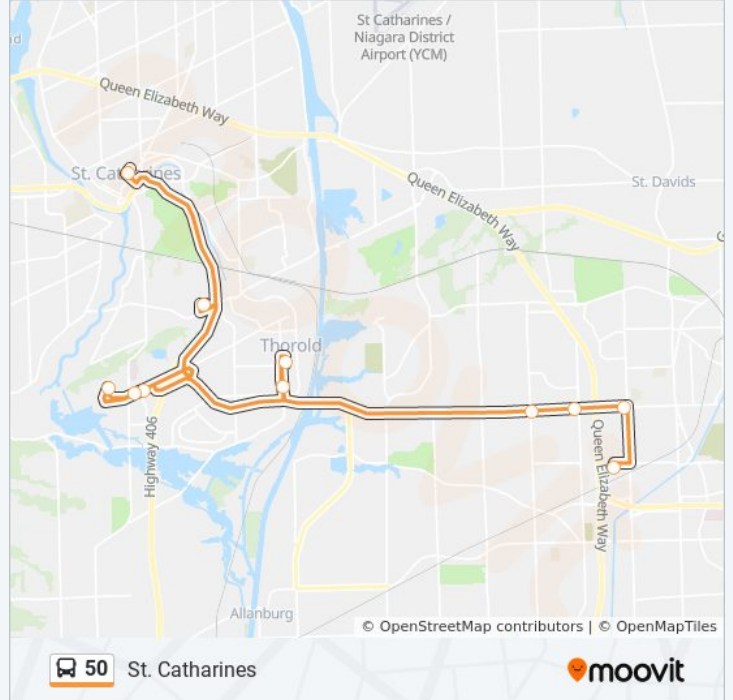 St Catharines /
Niagara District
Airport (YCM)
Queen Elizabeth Way
St. Catharines
Queen Elizabeth Way
St. Davids
Thorold
Highway 406
Queen Elizabeth Way
Allanburg
© OpenStreetMap contributors | © OpenMapTiles
50 St. Catharines
moovit